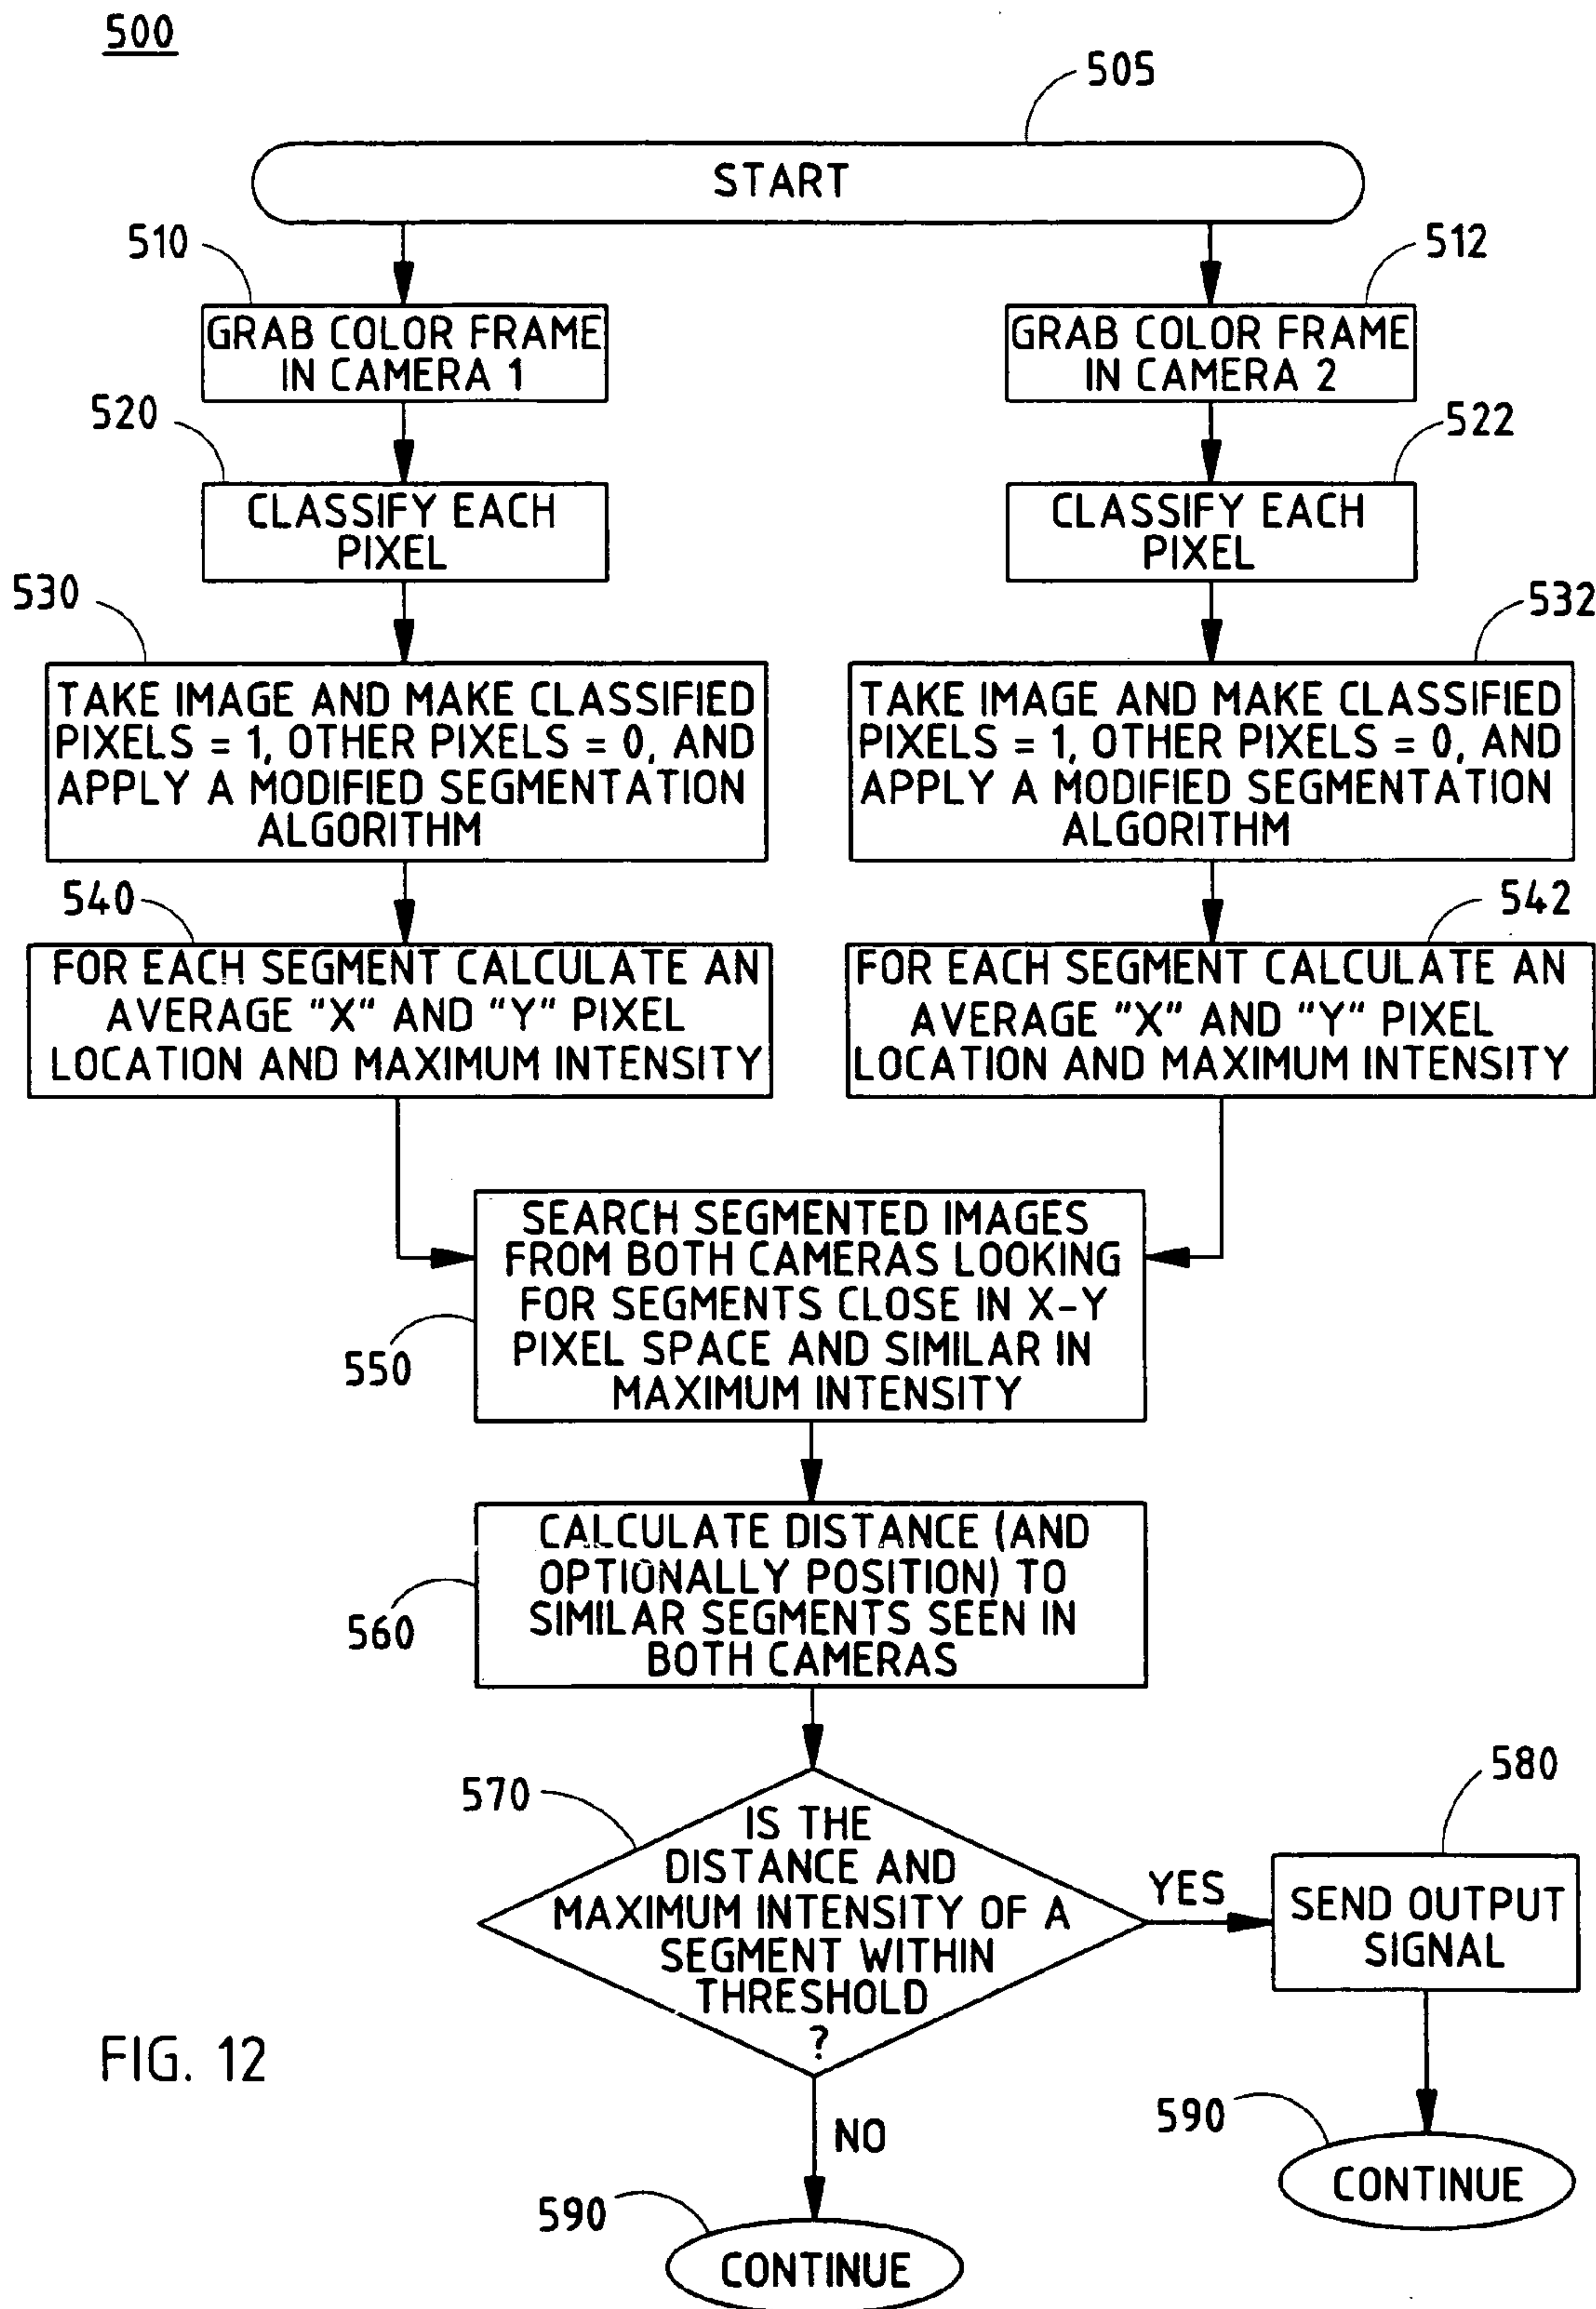 500
505
START
510
512
GRAB COLOR FRAME
IN CAMERA 1
GRAB COLOR FRAME
IN CAMERA 2
520
522
CLASSIFY EACH
PIXEL
CLASSIFY EACH
PIXEL
530
532
TAKE IMAGE AND MAKE CLASSIFIED
PIXELS = 1, OTHER PIXELS = 0, AND
APPLY A MODIFIED SEGMENTATION
ALGORITHM
TAKE IMAGE AND MAKE CLASSIFIED
PIXELS = 1, OTHER PIXELS = 0, AND
APPLY A MODIFIED SEGMENTATION
ALGORITHM
540
542
FOR EACH SEGMENT CALCULATE AN
AVERAGE "X" AND "Y" PIXEL
LOCATION AND MAXIMUM INTENSITY
FOR EACH SEGMENT CALCULATE AN
AVERAGE "X" AND "Y" PIXEL
LOCATION AND MAXIMUM INTENSITY
SEARCH SEGMENTED IMAGES
FROM BOTH CAMERAS LOOKING
FOR SEGMENTS CLOSE IN X-Y
PIXEL SPACE AND SIMILAR IN
MAXIMUM INTENSITY
550
CALCULATE DISTANCE (AND
OPTIONALLY POSITION) TO
SIMILAR SEGMENTS SEEN IN
BOTH CAMERAS
560
570
IS THE
DISTANCE AND
MAXIMUM INTENSITY OF A
SEGMENT WITHIN
THRESHOLD
?
YES
580
SEND OUTPUT
SIGNAL
NO
590
CONTINUE
590
CONTINUE
FIG. 12